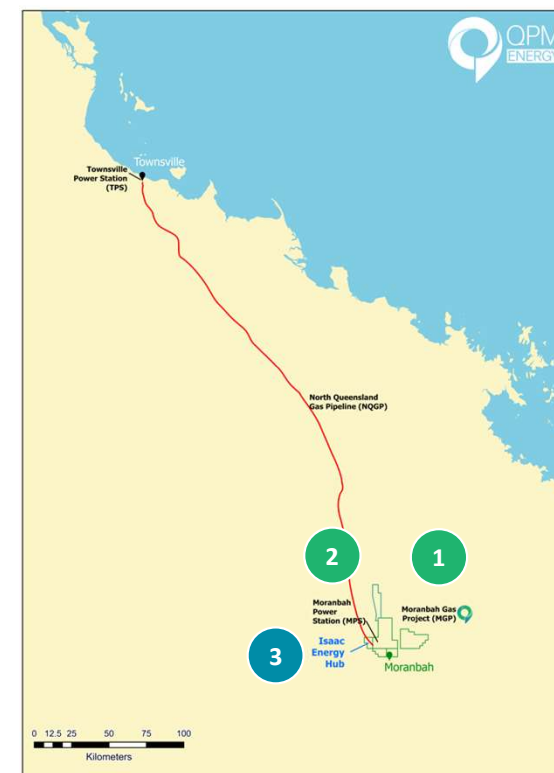 QPM
ENERGY
Townsville
Townsville
Power Station
(TPS)
North Queensland
Gas Pipeline (NQGP)
2
1
Moranbah
Power
Station (MPS)
Moranbah Gas
Project (MGP)
3
Isaac
Energy
Hub
Moranbah
0 12.5 25 50 75 100
Kilometers